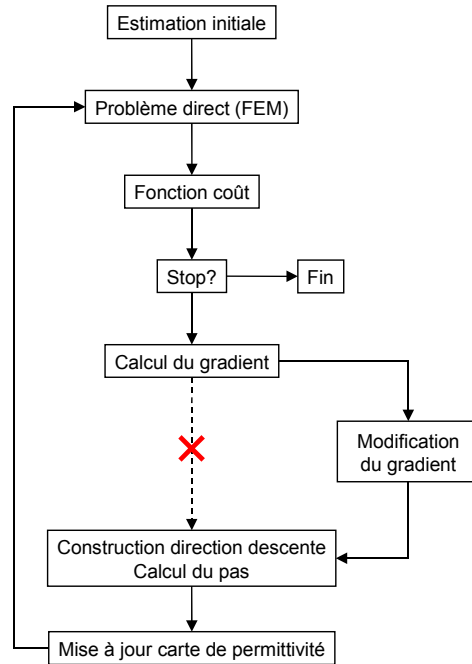 Estimation initiale
Problème direct (FEM)
Fonction coût
Stop?
Fin
Calcul du gradient
Modification
du gradient
Construction direction descente
Calcul du pas
Mise à jour carte de permittivité